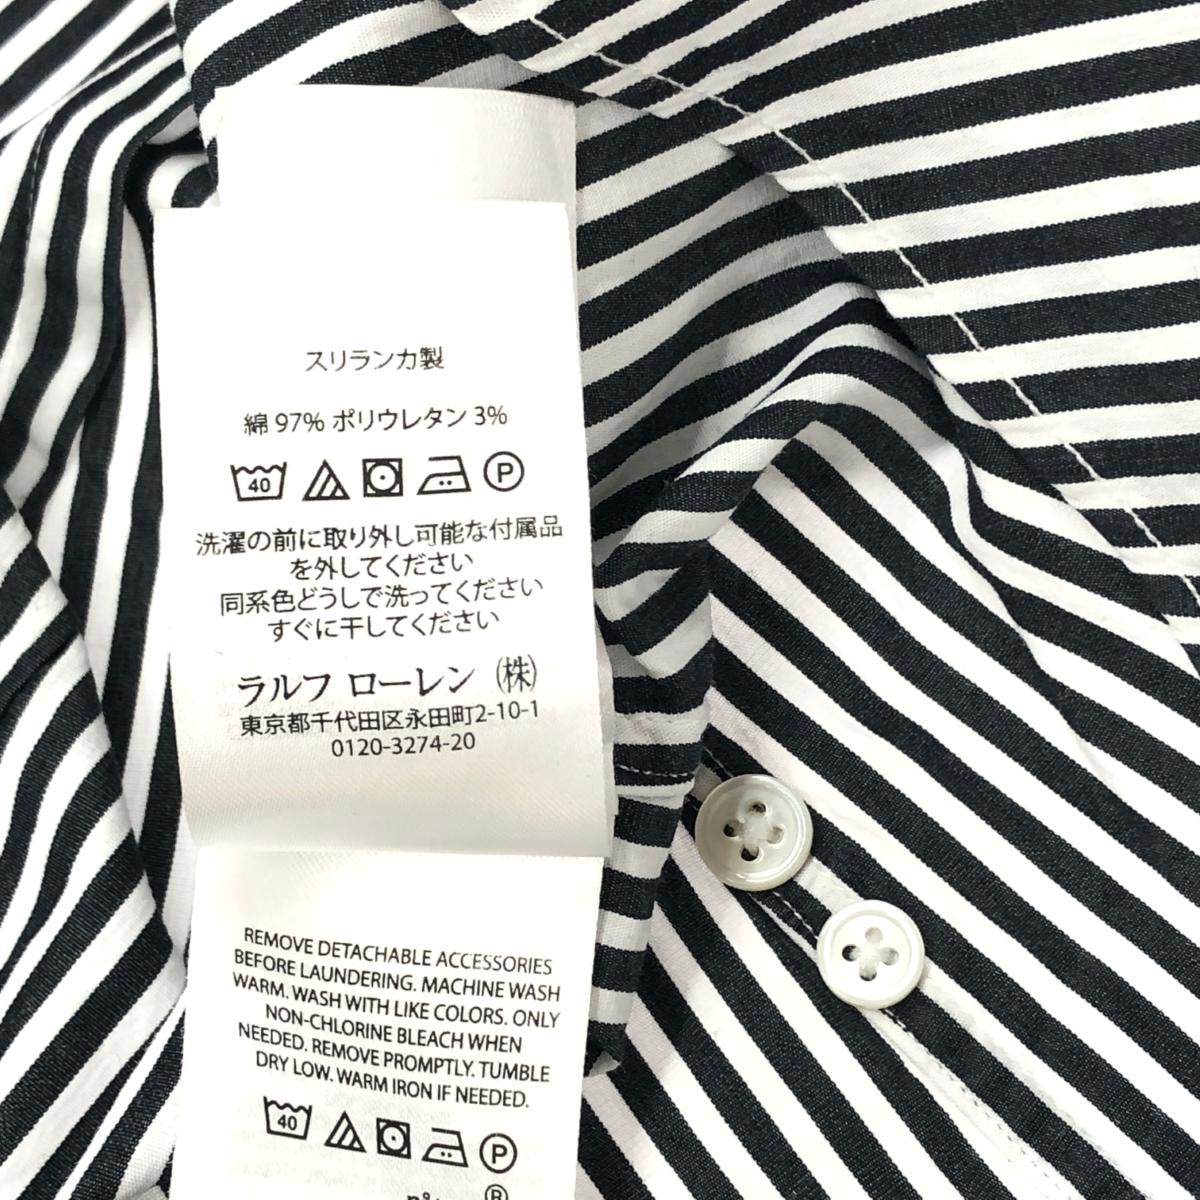 スリランカ製
綿 97% ポリウレタン 3%
40 P
洗濯の前に取り外し可能な付属品
を外してください
同系色どうしで洗ってください
すぐに干してください
ラルフ ローレン ㈱
東京都千代田区永田町2-10-1
0120-3274-20
REMOVE DETACHABLE ACCESSORIES
BEFORE LAUNDERING. MACHINE WASH
WARM. WASH WITH LIKE COLORS. ONLY
NON-CHLORINE BLEACH WHEN
NEEDED. REMOVE PROMPTLY. TUMBLE
DRY LOW. WARM IRON IF NEEDED.
40 P